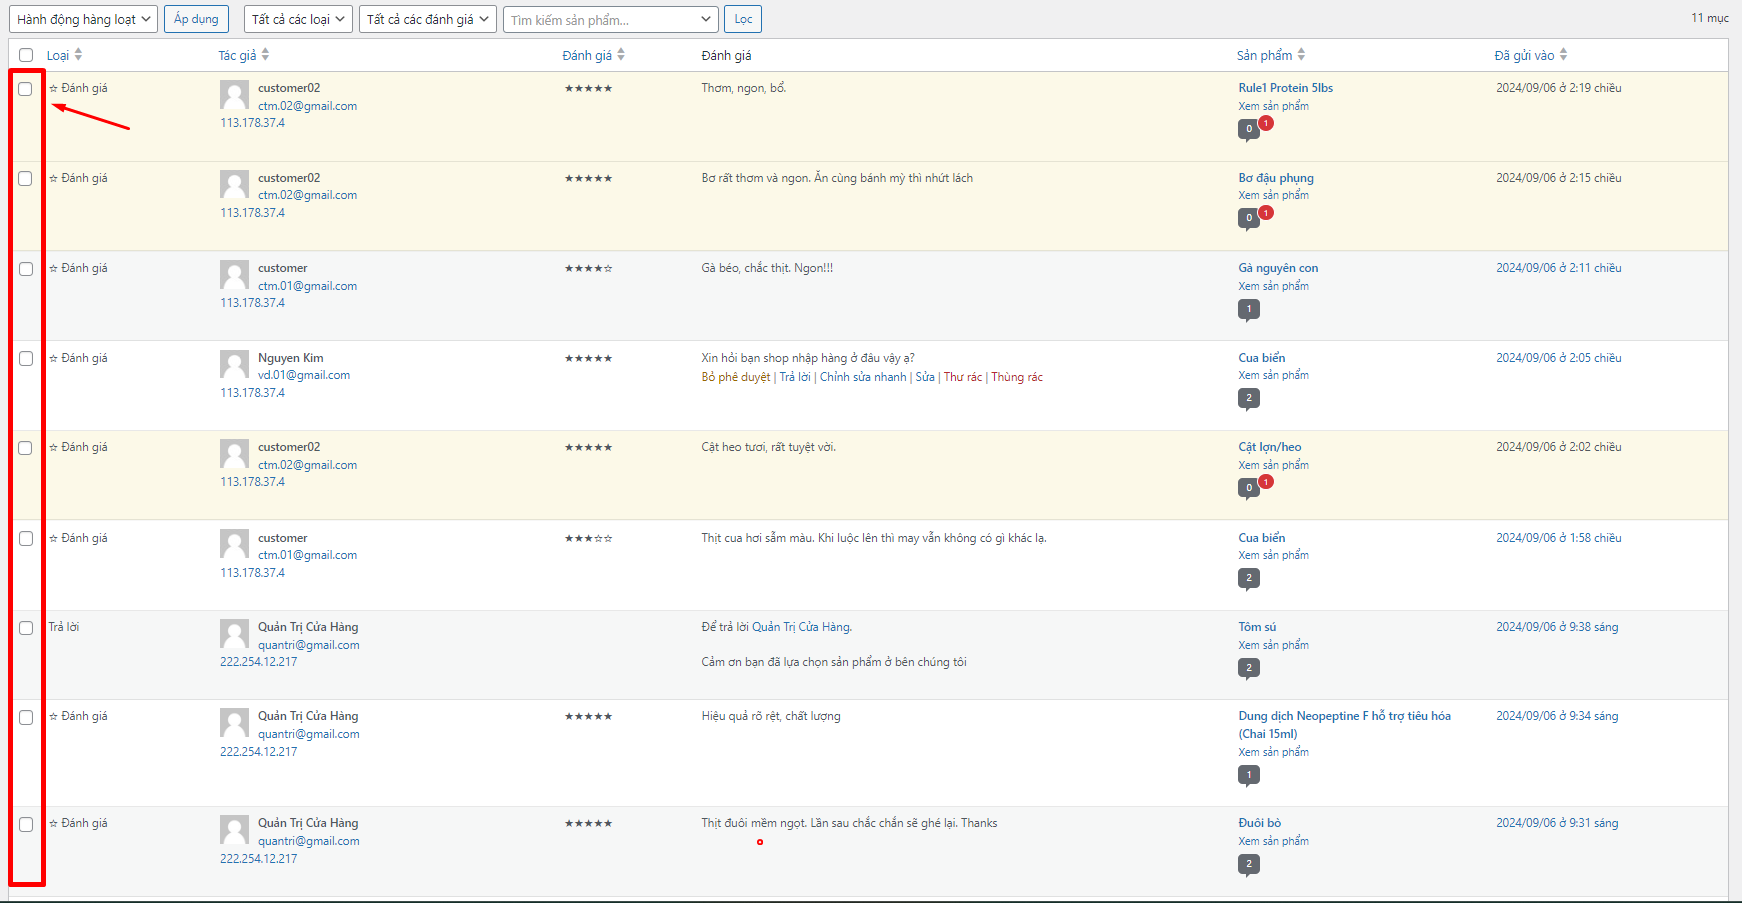 Hành động hàng loạt Áp dụng Tất cả các loại Tất cả các đánh giá Tìm kiếm sản phẩm... Lọc 11 mục
Loại Tác giả Đánh giá Đánh giá Sản phẩm Đã gửi vào
☆ Đánh giá customer02 ★★★★★ Thơm, ngon, bổ. Rule1 Protein 5lbs 2024/09/06 ở 2:19 chiều
ctm.02@gmail.com Xem sản phẩm
113.178.37.4 0 1
☆ Đánh giá customer02 ★★★★★ Bơ rất thơm và ngon. Ăn cùng bánh mỳ thì nhứt lách Bơ đậu phụng 2024/09/06 ở 2:15 chiều
ctm.02@gmail.com Xem sản phẩm
113.178.37.4 0 1
☆ Đánh giá customer ★★★★☆ Gà béo, chắc thịt. Ngon!!! Gà nguyên con 2024/09/06 ở 2:11 chiều
ctm.01@gmail.com Xem sản phẩm
113.178.37.4 1
☆ Đánh giá Nguyen Kim ★★★★★ Xin hỏi bạn shop nhập hàng ở đâu vậy ạ? Cua biển 2024/09/06 ở 2:05 chiều
vd.01@gmail.com Bỏ phê duyệt | Trả lời | Chỉnh sửa nhanh | Sửa | Thư rác | Thùng rác Xem sản phẩm
113.178.37.4 2
☆ Đánh giá customer02 ★★★★★ Cật heo tươi, rất tuyệt vời. Cật lợn/heo 2024/09/06 ở 2:02 chiều
ctm.02@gmail.com Xem sản phẩm
113.178.37.4 0 1
☆ Đánh giá customer ★★★☆☆ Thịt cua hơi sẫm màu. Khi luộc lên thì may vẫn không có gì khác lạ. Cua biển 2024/09/06 ở 1:58 chiều
ctm.01@gmail.com Xem sản phẩm
113.178.37.4 2
Trả lời Quản Trị Cửa Hàng Để trả lời Quản Trị Cửa Hàng. Tôm sú 2024/09/06 ở 9:38 sáng
quantri@gmail.com Xem sản phẩm
222.254.12.217 Cảm ơn bạn đã lựa chọn sản phẩm ở bên chúng tôi 2
☆ Đánh giá Quản Trị Cửa Hàng ★★★★★ Hiệu quả rõ rệt, chất lượng Dung dịch Neopeptine F hỗ trợ tiêu hóa 2024/09/06 ở 9:34 sáng
quantri@gmail.com (Chai 15ml)
222.254.12.217 Xem sản phẩm
1
☆ Đánh giá Quản Trị Cửa Hàng ★★★★★ Thịt đuôi mềm ngọt. Lần sau chắc chắn sẽ ghé lại. Thanks Đuôi bò 2024/09/06 ở 9:31 sáng
quantri@gmail.com Xem sản phẩm
222.254.12.217 2